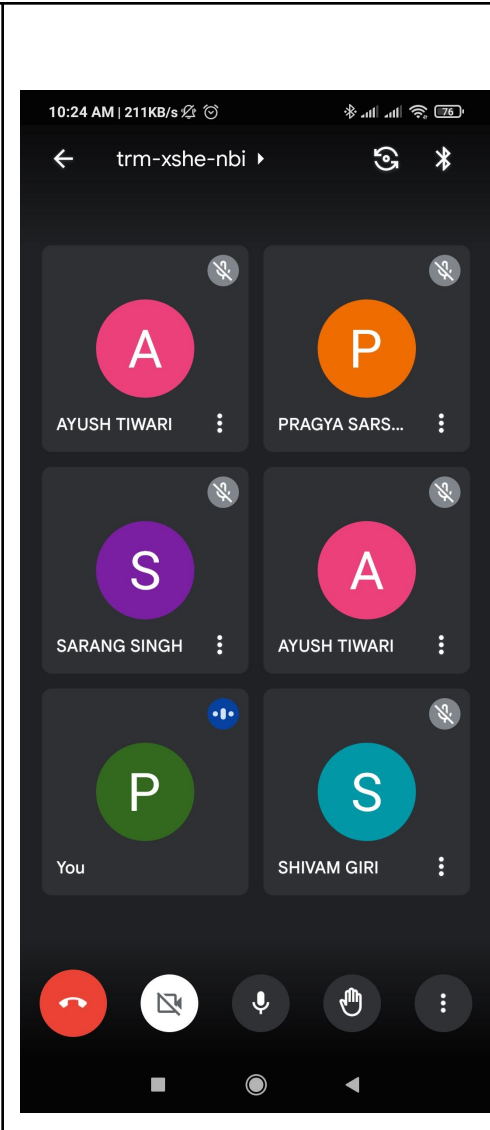 10:24 AM | 211KB/s 76
trm-xshe-nbi
A P
AYUSH TIWARI PRAGYA SARS...
S A
SARANG SINGH AYUSH TIWARI
P S
You SHIVAM GIRI